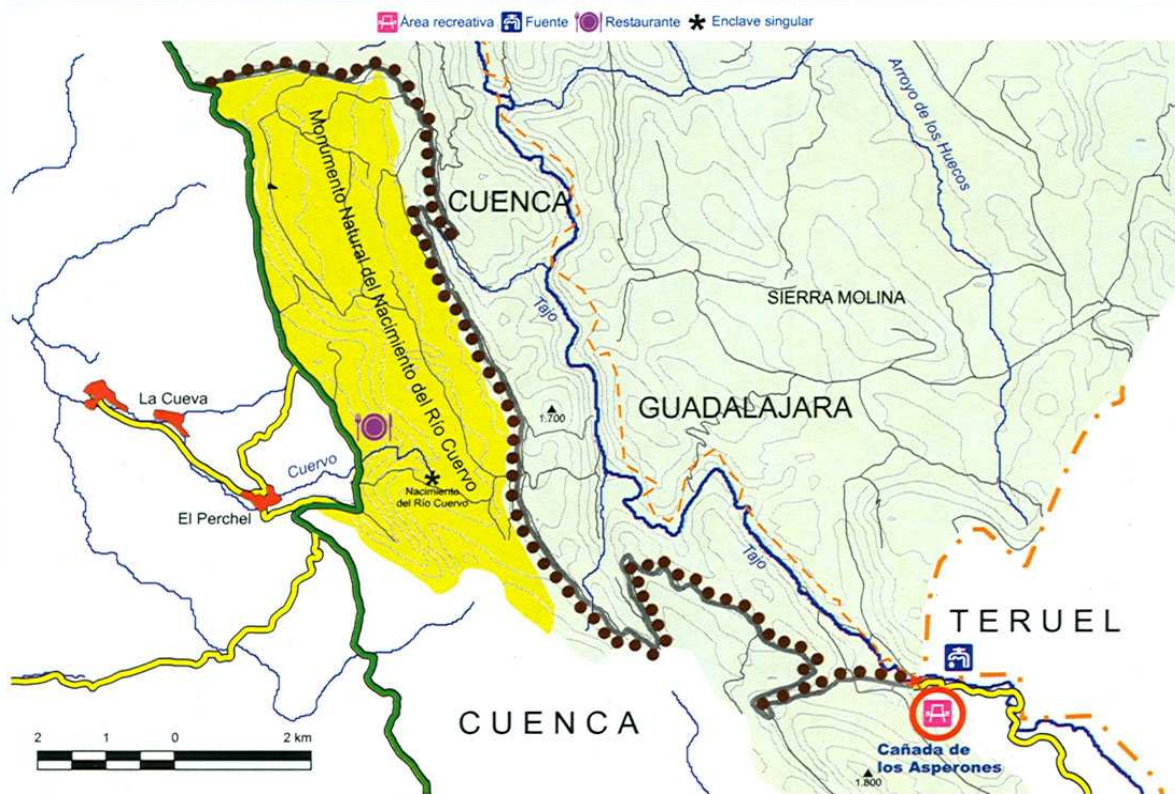 Área recreativa Fuente Restaurante Enclave singular
Arroyo de los Huecos
Monumento Natural del Nacimiento del Río Cuervo
CUENCA
SIERRA MOLINA
Tajo
La Cueva
GUADALAJARA
1.700
Cuervo
Nacimiento
del Río Cuervo
El Perchel
Tajo
TERUEL
CUENCA
2 1 0 2 km
Cañada de
los Asperones
1.800